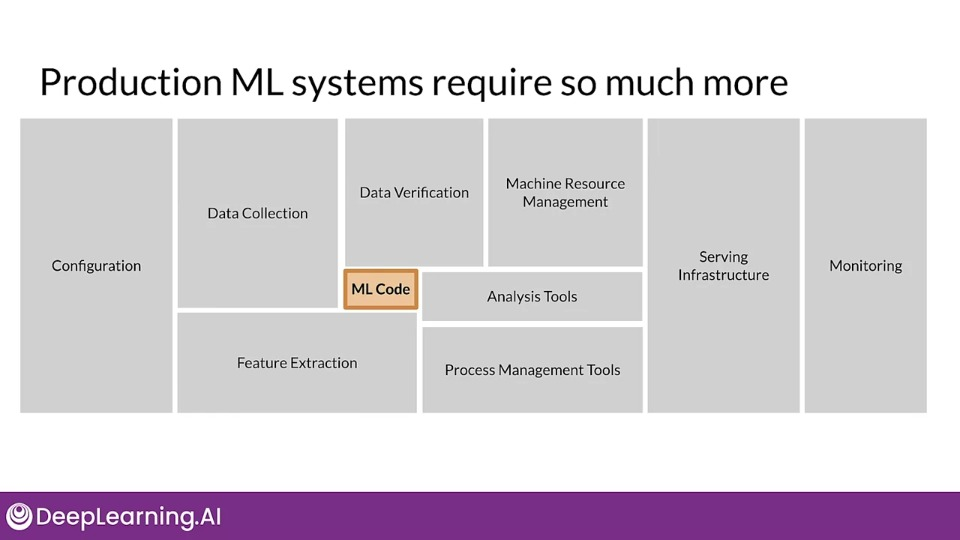 Production ML systems require so much more
Configuration
Data Collection
Data Verification
Machine Resource
Management
ML Code
Analysis Tools
Feature Extraction
Process Management Tools
Serving
Infrastructure
Monitoring
DeepLearning.AI